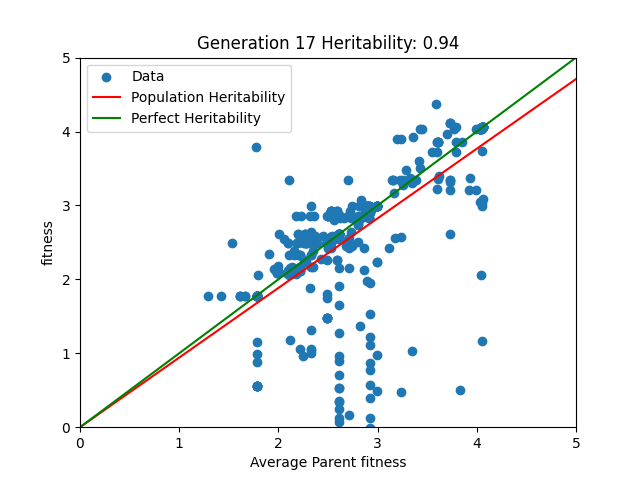 Generation 17 Heritability: 0.94
Data
Population Heritability
Perfect Heritability
fitness
5
4
3
2
1
0
0 1 2 3 4 5
Average Parent fitness